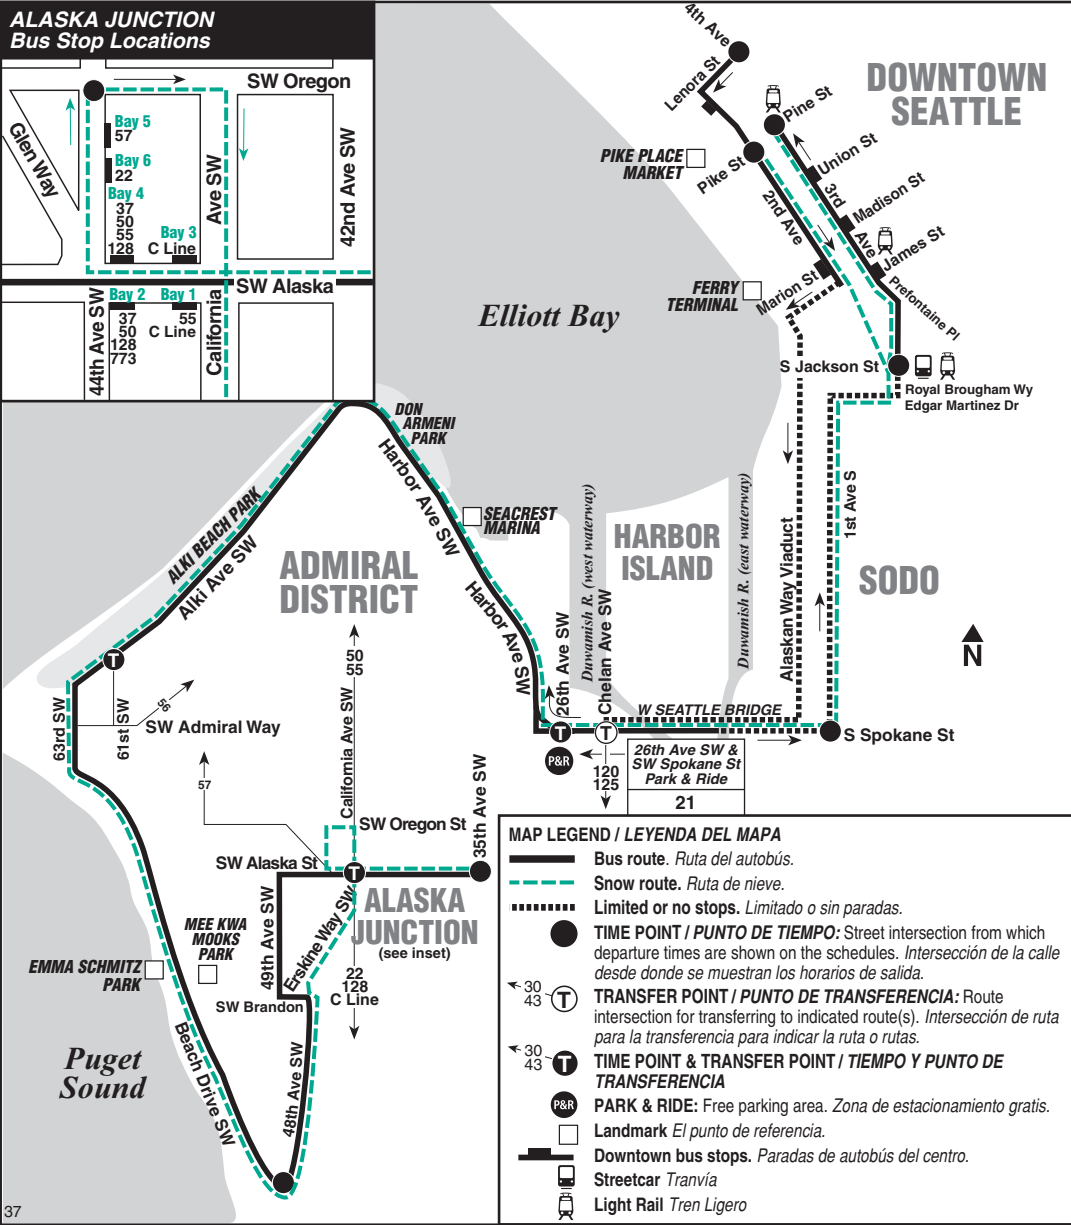 ALASKA JUNCTION
Bus Stop Locations
SW Oregon
Glen Way
Bay 5
57
Bay 6
22
Bay 4
37
50
55
128
Bay 3
C Line
Ave SW
42nd Ave SW
SW Alaska
44th Ave SW
Bay 2
37
50
128
773
Bay 1
55
C Line
California
4th Ave
Lenora St
DOWNTOWN
SEATTLE
Pine St
PIKE PLACE
MARKET
Pike St
Union St
3rd
Ave
Madison St
2nd Ave
James St
FERRY
TERMINAL
Marion St
Prefontaine Pl
Elliott Bay
S Jackson St
Royal Brougham Wy
Edgar Martinez Dr
DON
ARMENI
PARK
Harbor Ave SW
SEACREST
MARINA
ALKI BEACH PARK
Alki Ave SW
ADMIRAL
DISTRICT
Harbor Ave SW
HARBOR
ISLAND
Duwamish R. (west waterway)
Duwamish R. (east waterway)
Alaskan Way Viaduct
1st Ave S
SODO
N
26th Ave SW
Chelan Ave SW
50
55
56
63rd SW
61st SW
SW Admiral Way
California Ave SW
W SEATTLE BRIDGE
T
T
T
S Spokane St
P&R
120
125
26th Ave SW &
SW Spokane St
Park & Ride
21
57
35th Ave SW
SW Oregon St
SW Alaska St
T
ALASKA
JUNCTION
(see inset)
49th Ave SW
Erskine Way SW
22
128
C Line
SW Brandon
48th Ave SW
MEE KWA
MOOKS
PARK
EMMA SCHMITZ
PARK
Beach Drive SW
Puget
Sound
37
MAP LEGEND / LEYENDA DEL MAPA
Bus route. Ruta del autobús.
Snow route. Ruta de nieve.
Limited or no stops. Limitado o sin paradas.
TIME POINT / PUNTO DE TIEMPO: Street intersection from which
departure times are shown on the schedules. Intersección de la calle
desde donde se muestran los horarios de salida.
30
43
T
TRANSFER POINT / PUNTO DE TRANSFERENCIA: Route
intersection for transferring to indicated route(s). Intersección de ruta
para la transferencia para indicar la ruta o rutas.
30
43
T
TIME POINT & TRANSFER POINT / TIEMPO Y PUNTO DE
TRANSFERENCIA
P&R
PARK & RIDE: Free parking area. Zona de estacionamiento gratis.
Landmark El punto de referencia.
Downtown bus stops. Paradas de autobús del centro.
Streetcar Tranvía
Light Rail Tren Ligero